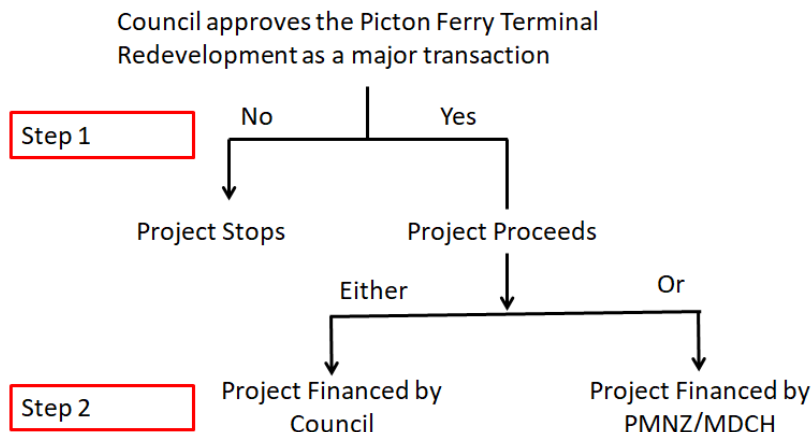 Council approves the Picton Ferry Terminal
Redevelopment as a major transaction
No
Yes
Step 1
Project Stops
Project Proceeds
Either
Or
Step 2
Project Financed by
Council
Project Financed by
PMNZ/MDCH